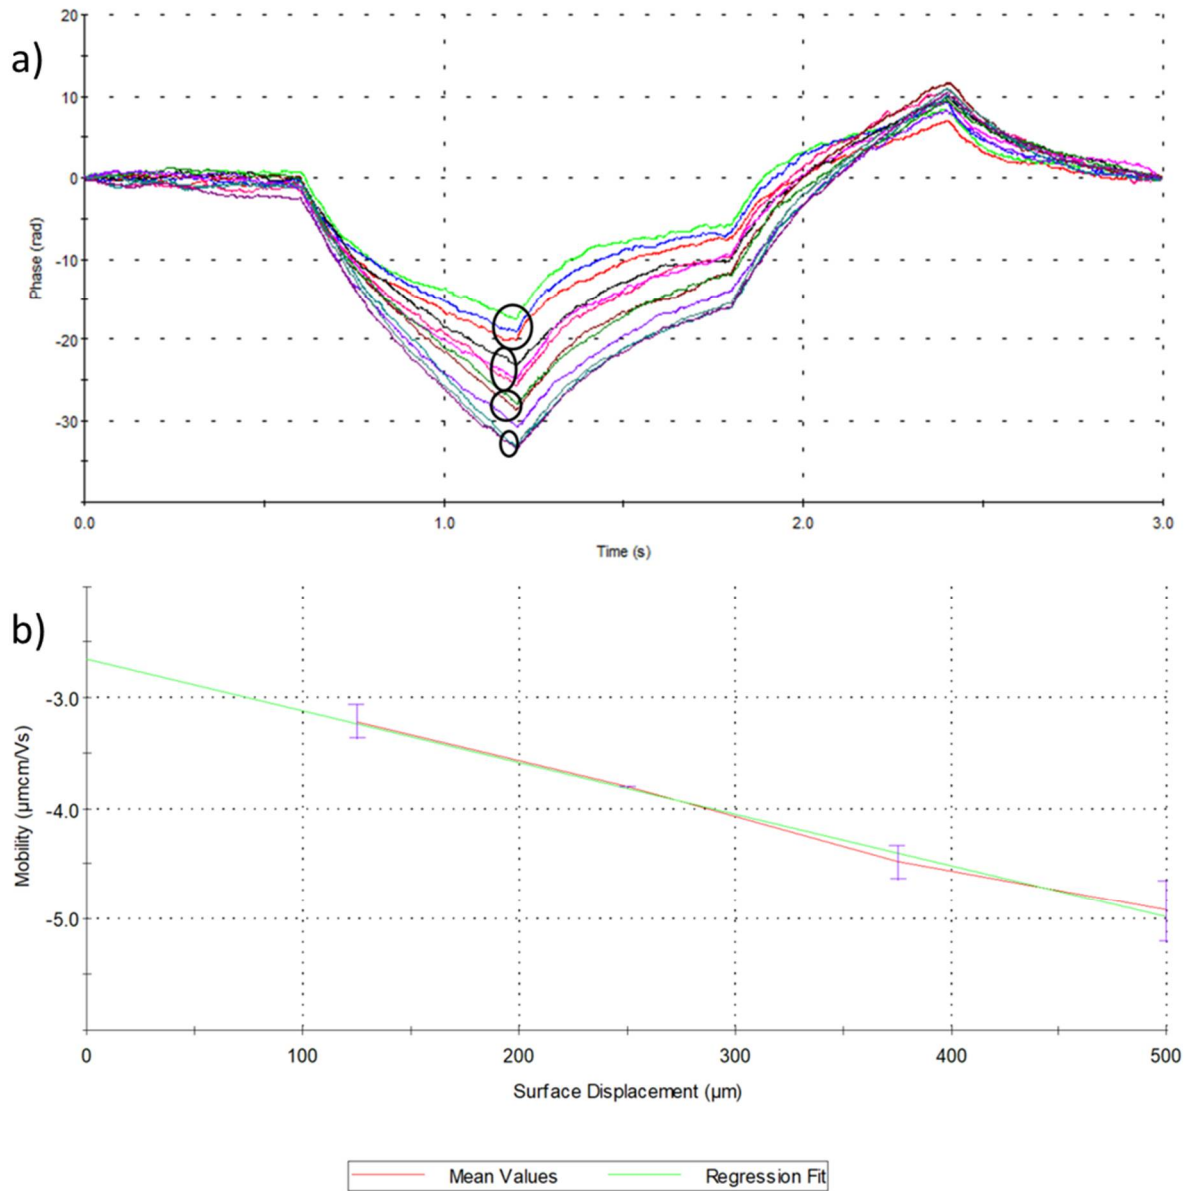 a)
20
10
0
-10
-20
-30
Phase (rad)
0.0 1.0 2.0 3.0
Time (s)
b)
-3.0
-4.0
-5.0
Mobility (µmcm/Vs)
0 100 200 300 400 500
Surface Displacement (µm)
Mean Values Regression Fit